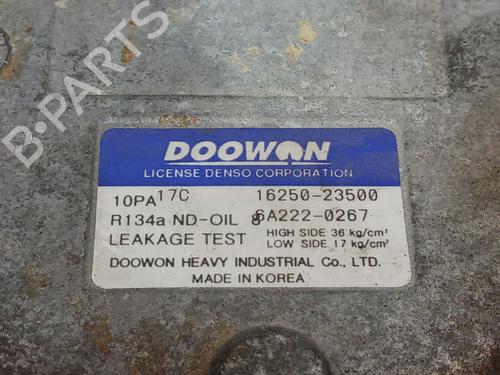 B-PARTS
DOOWON
LICENSE DENSO CORPORATION
10PA17C 16250-23500
R134a ND-OIL 8 6A222-0267
LEAKAGE TEST HIGH SIDE 36 kg/cm²
LOW SIDE 17 kg/cm²
DOOWON HEAVY INDUSTRIAL Co., LTD.
MADE IN KOREA